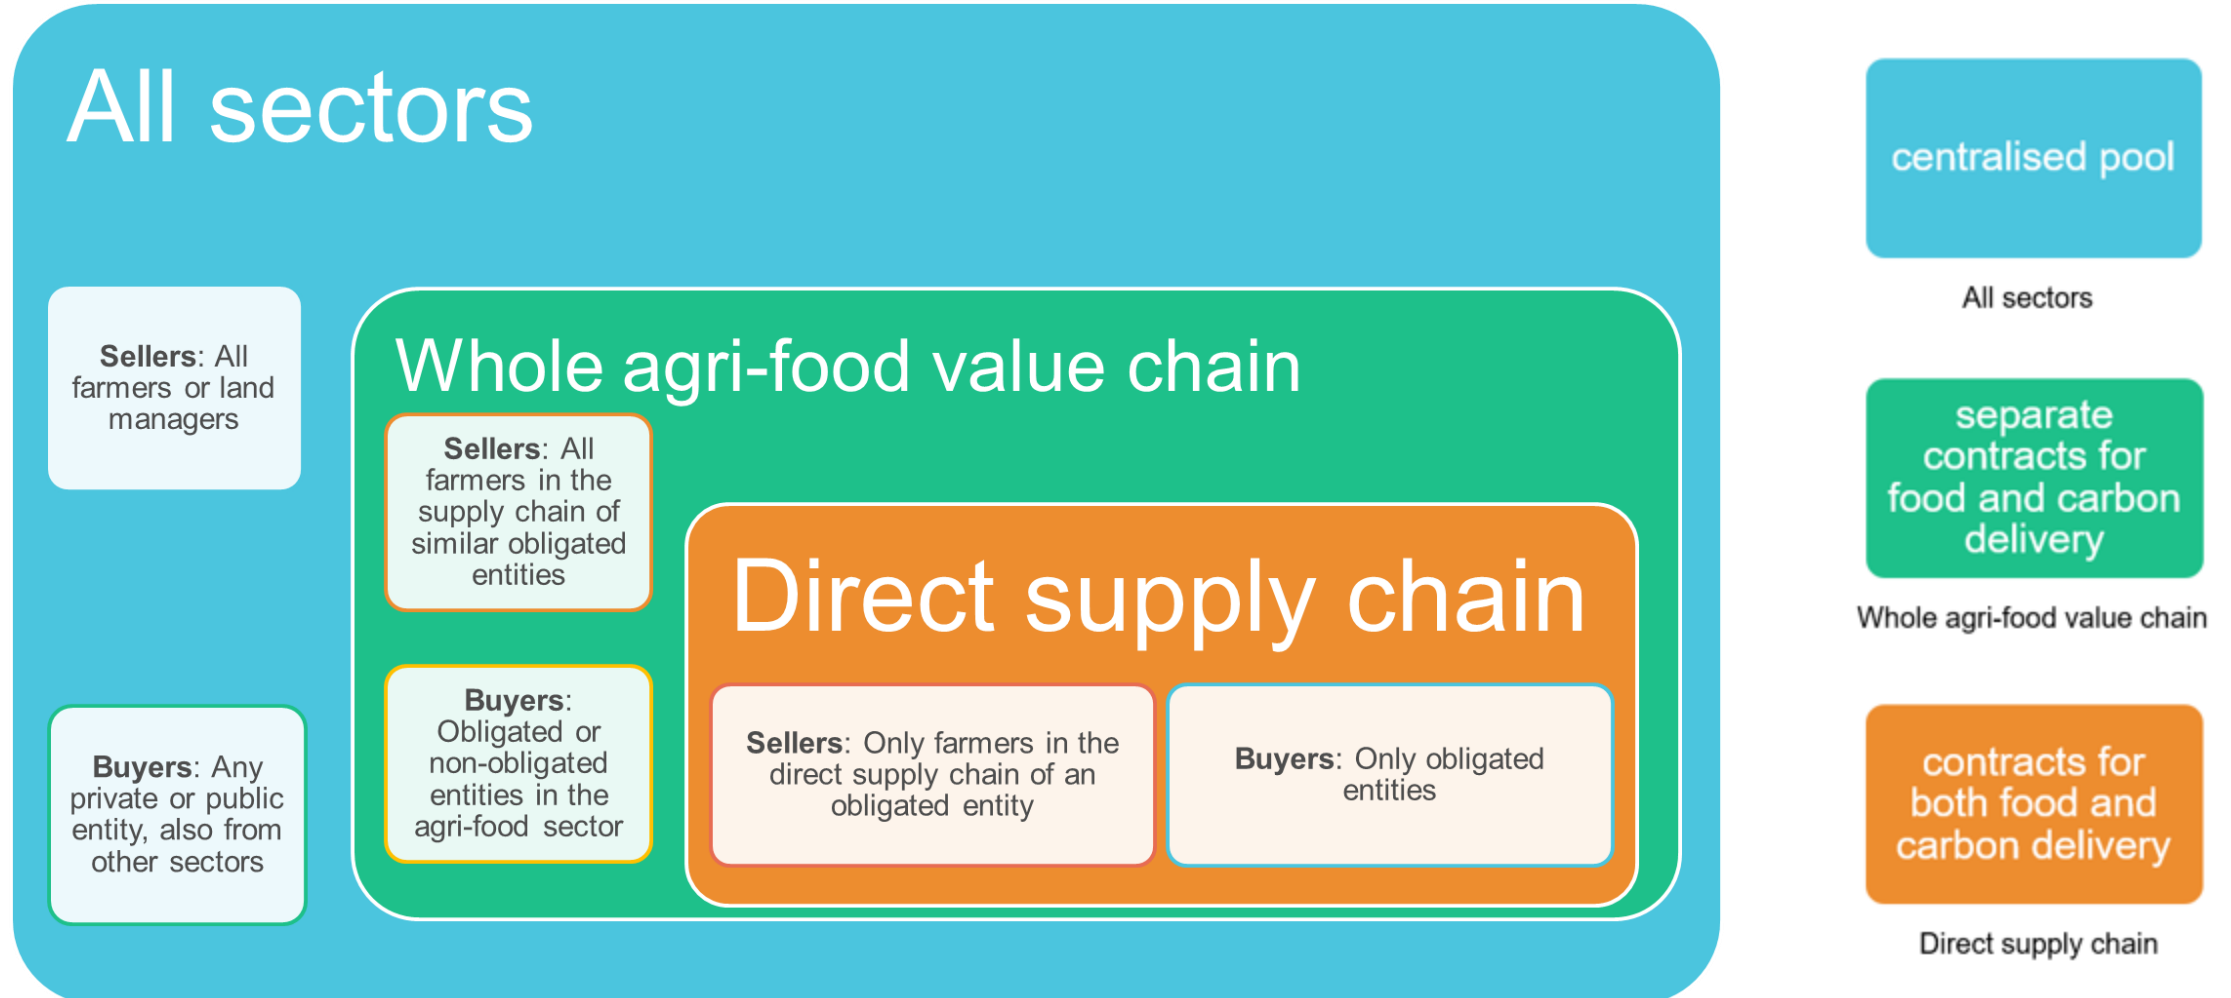 All sectors
Sellers: All
farmers or land
managers
Buyers: Any
private or public
entity, also from
other sectors
Whole agri-food value chain
Sellers: All
farmers in the
supply chain of
similar obligated
entities
Buyers:
Obligated or
non-obligated
entities in the
agri-food sector
Direct supply chain
Sellers: Only farmers in the
direct supply chain of an
obligated entity
Buyers: Only obligated
entities
centralised pool
All sectors
separate
contracts for
food and carbon
delivery
Whole agri-food value chain
contracts for
both food and
carbon delivery
Direct supply chain